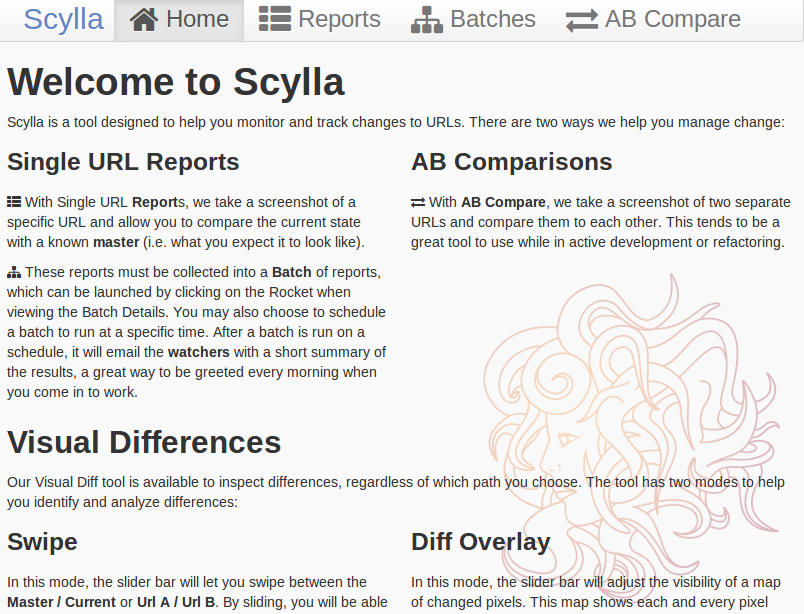 Scylla Home Reports Batches AB Compare
Welcome to Scylla
Scylla is a tool designed to help you monitor and track changes to URLs. There are two ways we help you manage change:
Single URL Reports
With Single URL Reports, we take a screenshot of a
specific URL and allow you to compare the current state
with a known master (i.e. what you expect it to look like).
These reports must be collected into a Batch of reports,
which can be launched by clicking on the Rocket when
viewing the Batch Details. You may also choose to schedule
a batch to run at a specific time. After a batch is run on a
schedule, it will email the watchers with a short summary of
the results, a great way to be greeted every morning when
you come in to work.
AB Comparisons
With AB Compare, we take a screenshot of two separate
URLs and compare them to each other. This tends to be a
great tool to use while in active development or refactoring.
Visual Differences
Our Visual Diff tool is available to inspect differences, regardless of which path you choose. The tool has two modes to help
you identify and analyze differences:
Swipe
In this mode, the slider bar will let you swipe between the
Master / Current or Url A / Url B. By sliding, you will be able
Diff Overlay
In this mode, the slider bar will adjust the visibility of a map
of changed pixels. This map shows each and every pixel